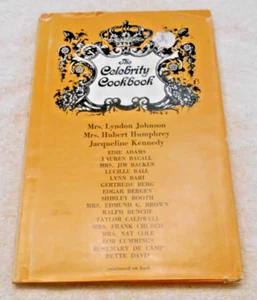 The
Celebrity
Cookbook
Mrs. Lyndon Johnson
Mrs. Hubert Humphrey
Jacqueline Kennedy
EDIE ADAMS
LAUREN BACALL
MRS. JIM BACKUS
LUCILLE BALL
LYNN BARI
GERTRUDE BERG
EDGAR BERGEN
SHIRLEY BOOTH
MRS. EDMUND G. BROWN
RALPH BUNCHE
TAYLOR CALDWELL
MRS. FRANK CHURCH
MRS. NAT COLE
BOB CUMMINGS
ROSEMARY DE CAMP
BETTE DAVIS
continued on back